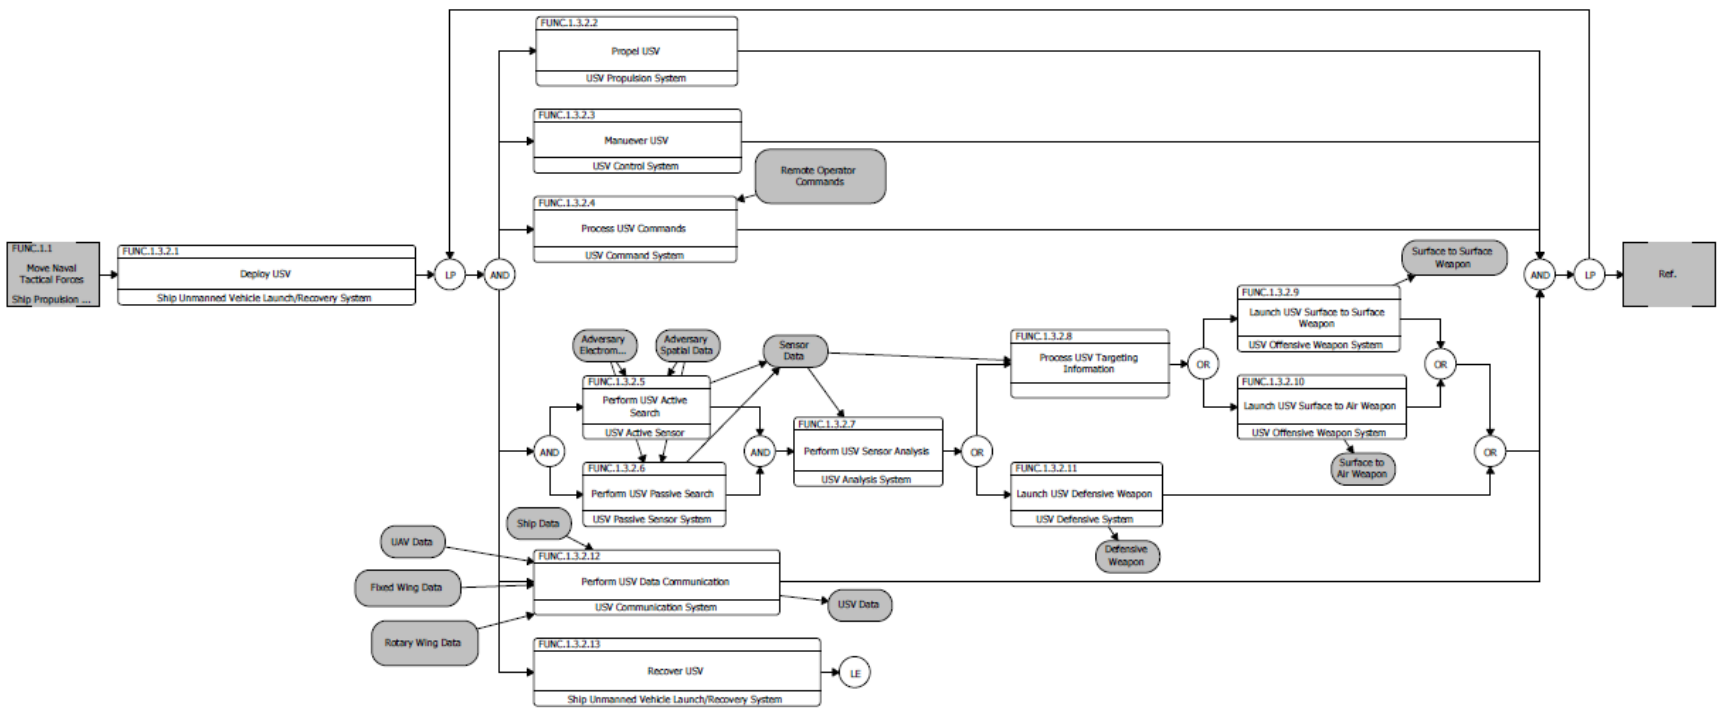 FUNC.1.3.2.2
Propel USV
USV Propulsion System
FUNC.1.3.2.3
Manuever USV
USV Control System
Remote Operator
Commands
FUNC.1.3.2.4
Process USV Commands
USV Command System
FUNC.1.1
Move Naval
Tactical Forces
Ship Propulsion ...
FUNC.1.3.2.1
Deploy USV
Ship Unmanned Vehicle Launch/Recovery System
LP
AND
Surface to Surface
Weapon
AND
LP
Ref.
FUNC.1.3.2.9
Launch USV Surface to Surface
Weapon
USV Offensive Weapon System
Adversary
Electrom...
Adversary
Spatial Data
Sensor
Data
FUNC.1.3.2.8
Process USV Targeting
Information
OR
OR
FUNC.1.3.2.5
Perform USV Active
Search
USV Active Sensor
FUNC.1.3.2.10
Launch USV Surface to Air Weapon
USV Offensive Weapon System
AND
AND
FUNC.1.3.2.7
Perform USV Sensor Analysis
USV Analysis System
OR
OR
Surface to
Air Weapon
FUNC.1.3.2.6
Perform USV Passive Search
USV Passive Sensor System
FUNC.1.3.2.11
Launch USV Defensive Weapon
USV Defensive System
Defensive
Weapon
Ship Data
UAV Data
Fixed Wing Data
Rotary Wing Data
FUNC.1.3.2.12
Perform USV Data Communication
USV Communication System
USV Data
FUNC.1.3.2.13
Recover USV
Ship Unmanned Vehicle Launch/Recovery System
LE